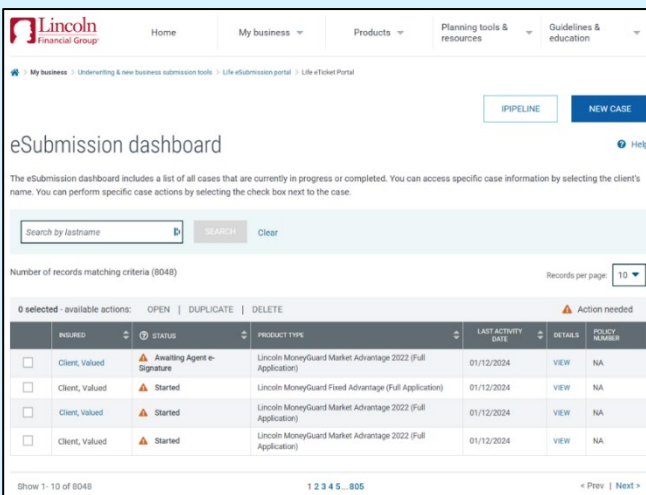 Lincoln
Financial Group®
Home
My business
Products
Planning tools & resources
Guidelines & education
My business > Underwriting & new business submission tools > Life eSubmission portal > Life eTicket Portal
IPIPELINE
NEW CASE
eSubmission dashboard
Help
The eSubmission dashboard includes a list of all cases that are currently in progress or completed. You can access specific case information by selecting the client's
name. You can perform specific case actions by selecting the check box next to the case.
Search by lastname
SEARCH
Clear
Number of records matching criteria (8048)
Records per page: 10
0 selected - available actions: OPEN | DUPLICATE | DELETE
Action needed
INSURED STATUS PRODUCT TYPE LAST ACTIVITY DATE DETAILS POLICY NUMBER
Client, Valued Awaiting Agent e-Signature Lincoln MoneyGuard Market Advantage 2022 (Full Application) 01/12/2024 VIEW NA
Client, Valued Started Lincoln MoneyGuard Fixed Advantage (Full Application) 01/12/2024 VIEW NA
Client, Valued Started Lincoln MoneyGuard Market Advantage 2022 (Full Application) 01/12/2024 VIEW NA
Client, Valued Started Lincoln MoneyGuard Market Advantage 2022 (Full Application) 01/12/2024 VIEW NA
Show 1- 10 of 8048
1 2 3 4 5 ... 805
< Prev | Next >